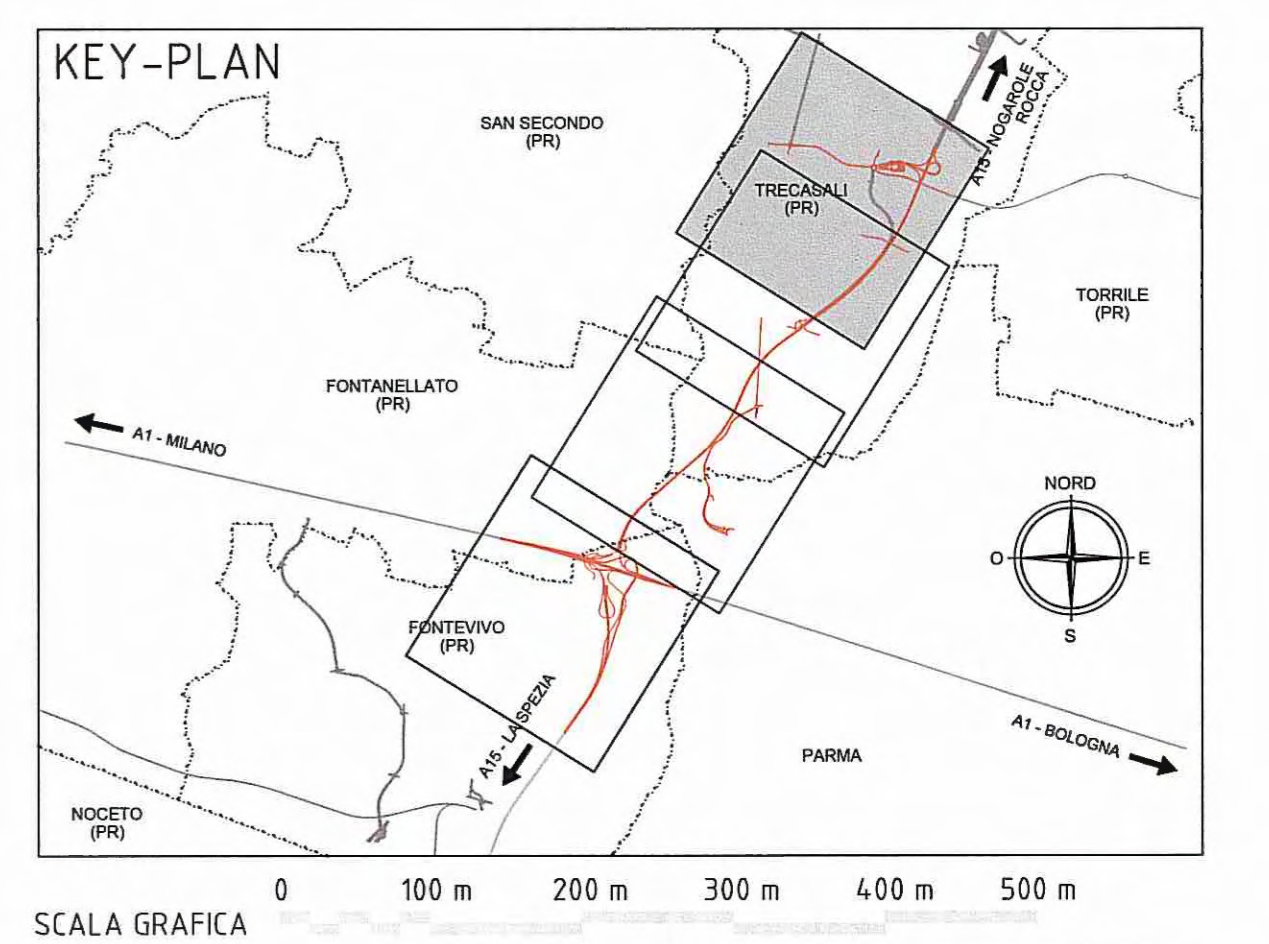 KEY-PLAN
SAN SECONDO
(PR)
A15 - NOGAROLE
ROCCA
TRECASALI
(PR)
TORRILE
(PR)
FONTANELLATO
(PR)
A1 - MILANO
NORD
O
E
S
FONTEVIVO
(PR)
A15 - LA SPEZIA
A1 - BOLOGNA
PARMA
NOCETO
(PR)
0 100 m 200 m 300 m 400 m 500 m
SCALA GRAFICA